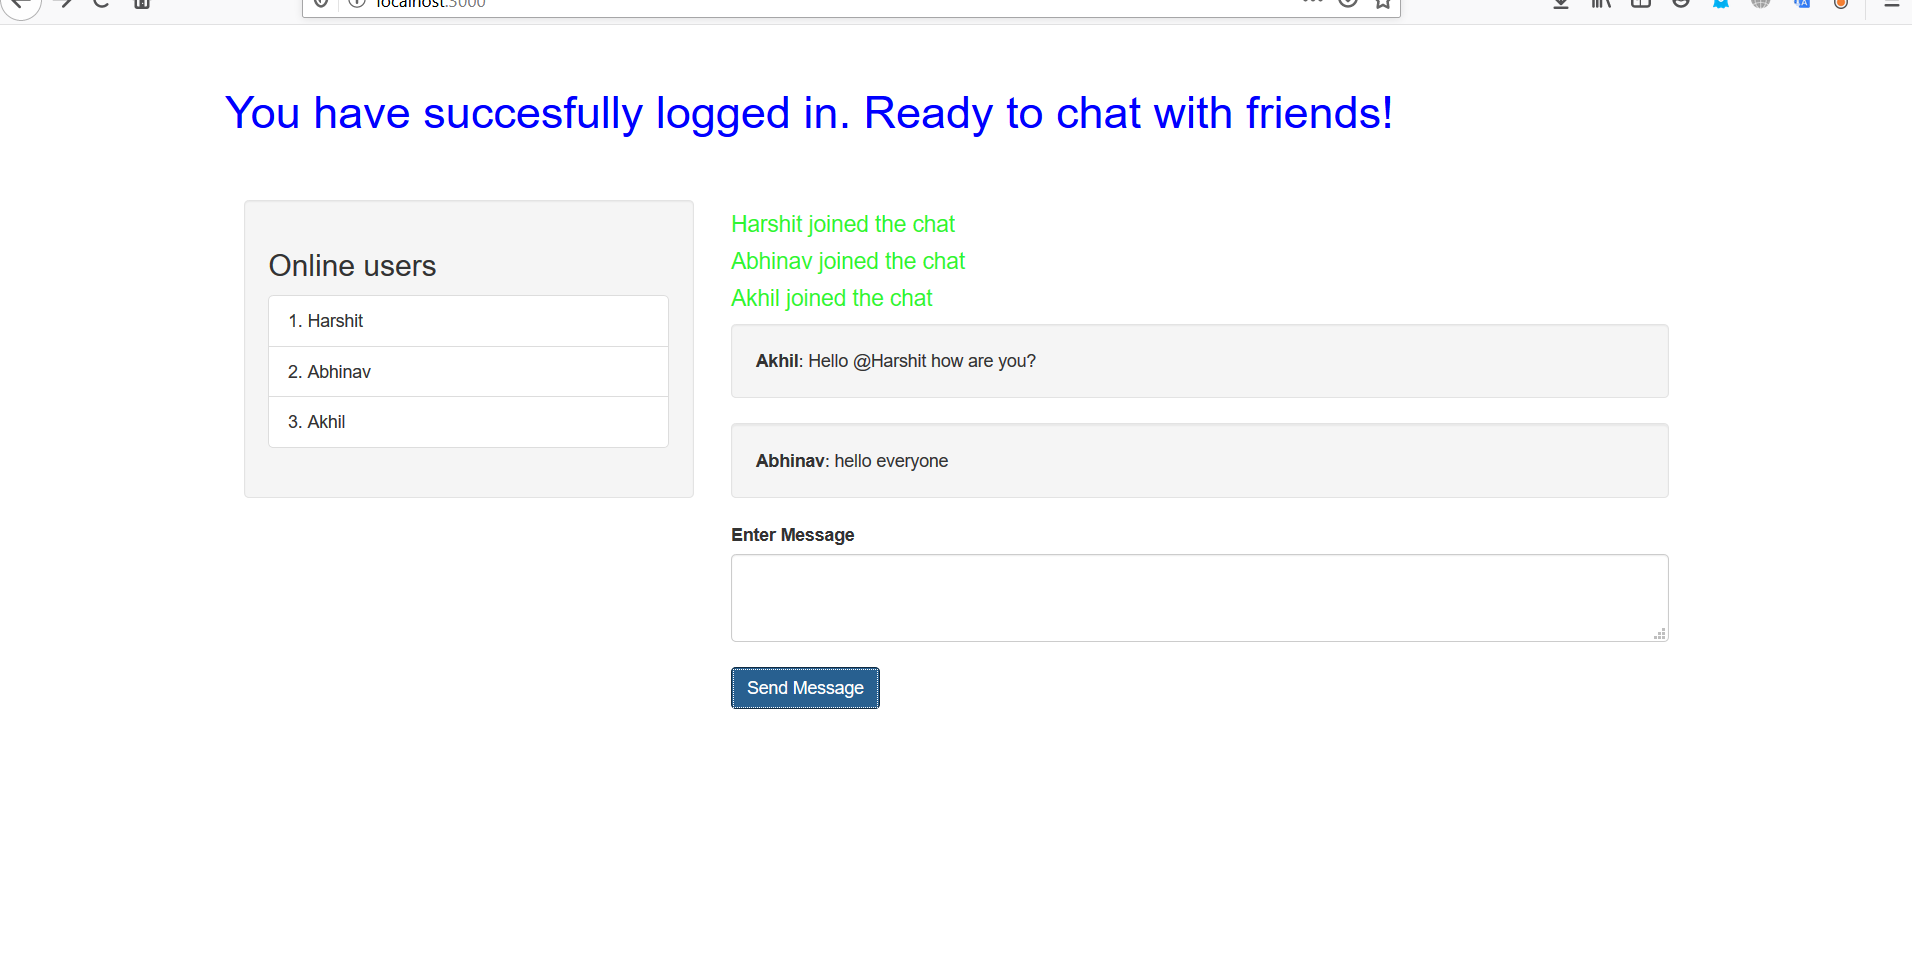 localhost:3000
You have succesfully logged in. Ready to chat with friends!
Online users
1. Harshit
2. Abhinav
3. Akhil
Harshit joined the chat
Abhinav joined the chat
Akhil joined the chat
Akhil: Hello @Harshit how are you?
Abhinav: hello everyone
Enter Message
Send Message